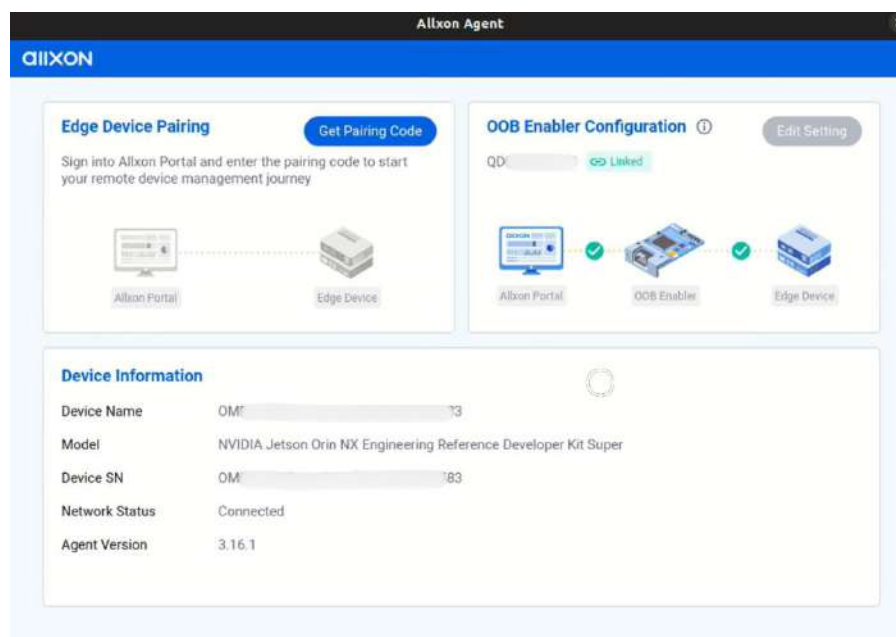 Allxon Agent
allxon
Edge Device Pairing
Get Pairing Code
Sign into Allxon Portal and enter the pairing code to start
your remote device management journey
Allxon Portal
Edge Device
OOB Enabler Configuration
Edit Setting
QD
Linked
Allxon Portal
OOB Enabler
Edge Device
Device Information
Device Name
OM
Model
NVIDIA Jetson Orin NX Engineering Reference Developer Kit Super
Device SN
OM 83
Network Status
Connected
Agent Version
3.16.1